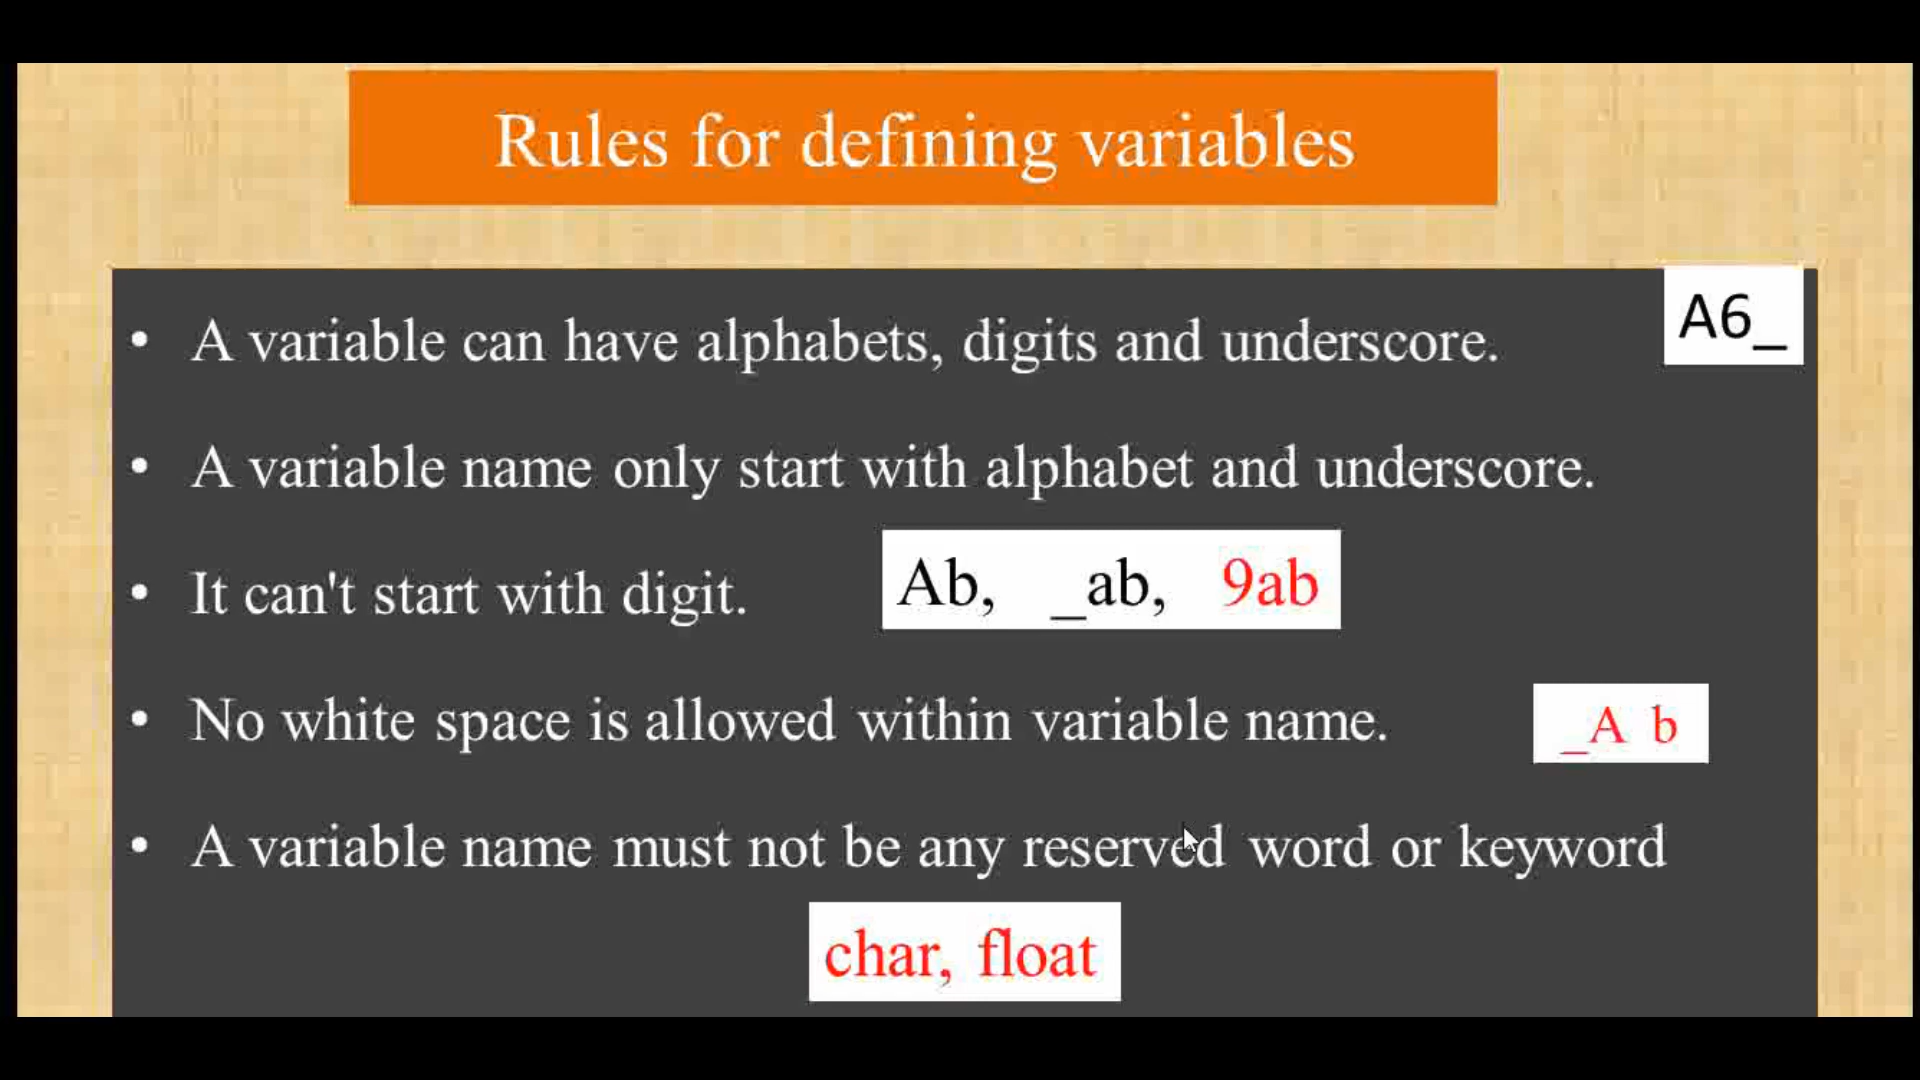 Rules for defining variables
• A variable can have alphabets, digits and underscore.
A6_
• A variable name only start with alphabet and underscore.
• It can't start with digit.
Ab, _ab, 9ab
• No white space is allowed within variable name.
_A b
• A variable name must not be any reserved word or keyword
char, float